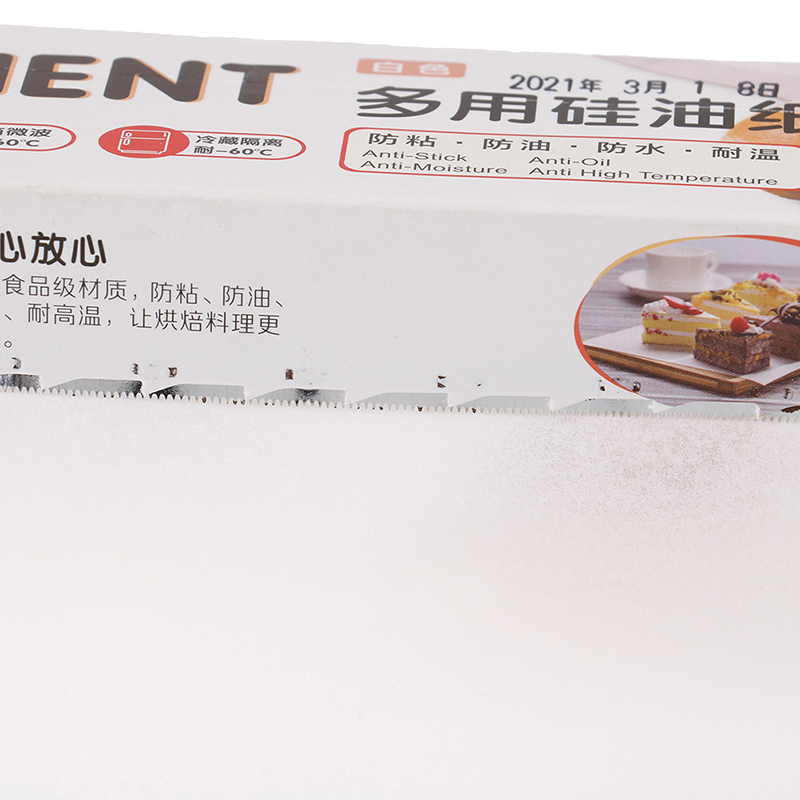 MENT
白色
2021年 3月 1 8日
多用硅油纸
微波
冷藏隔离
耐-60℃
防粘·防油·防水·耐温
Anti-Stick Anti-Oil
Anti-Moisture Anti High Temperature
心放心
食品级材质，防粘、防油、
、耐高温，让烘焙料理更
。